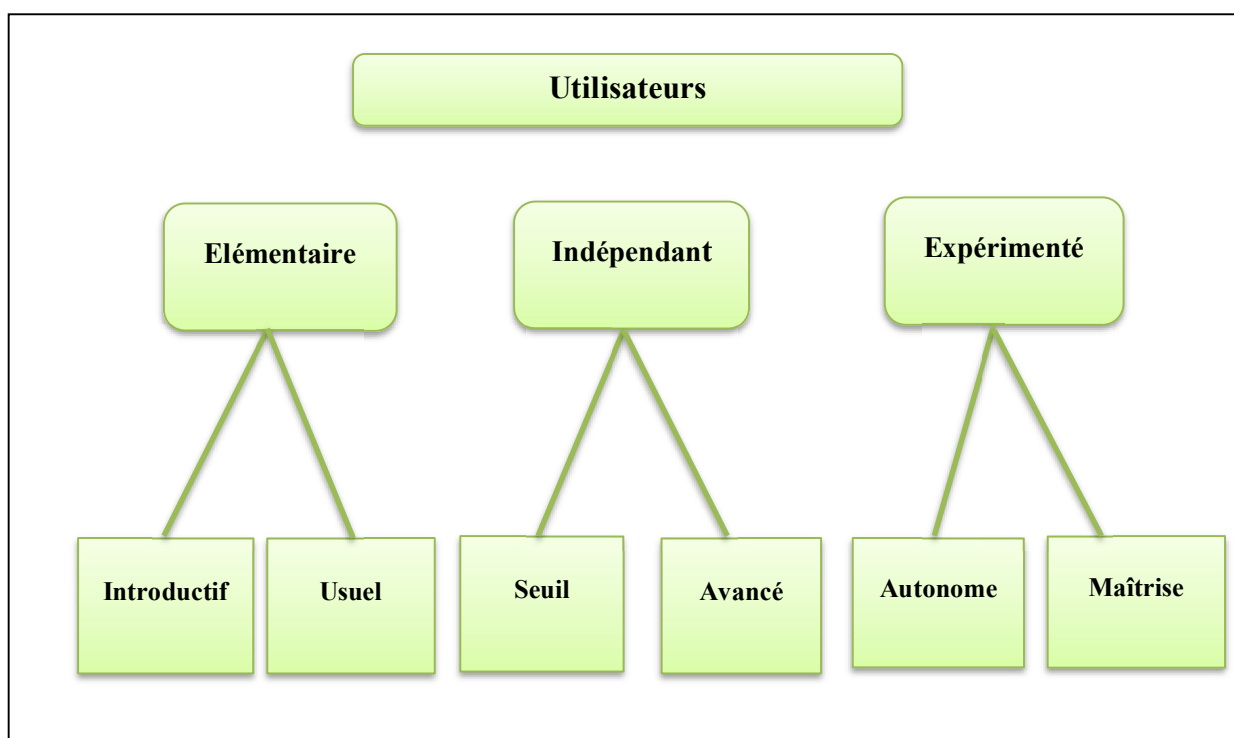 Utilisateurs
Elémentaire
Indépendant
Expérimenté
Introductif
Usuel
Seuil
Avancé
Autonome
Maîtrise